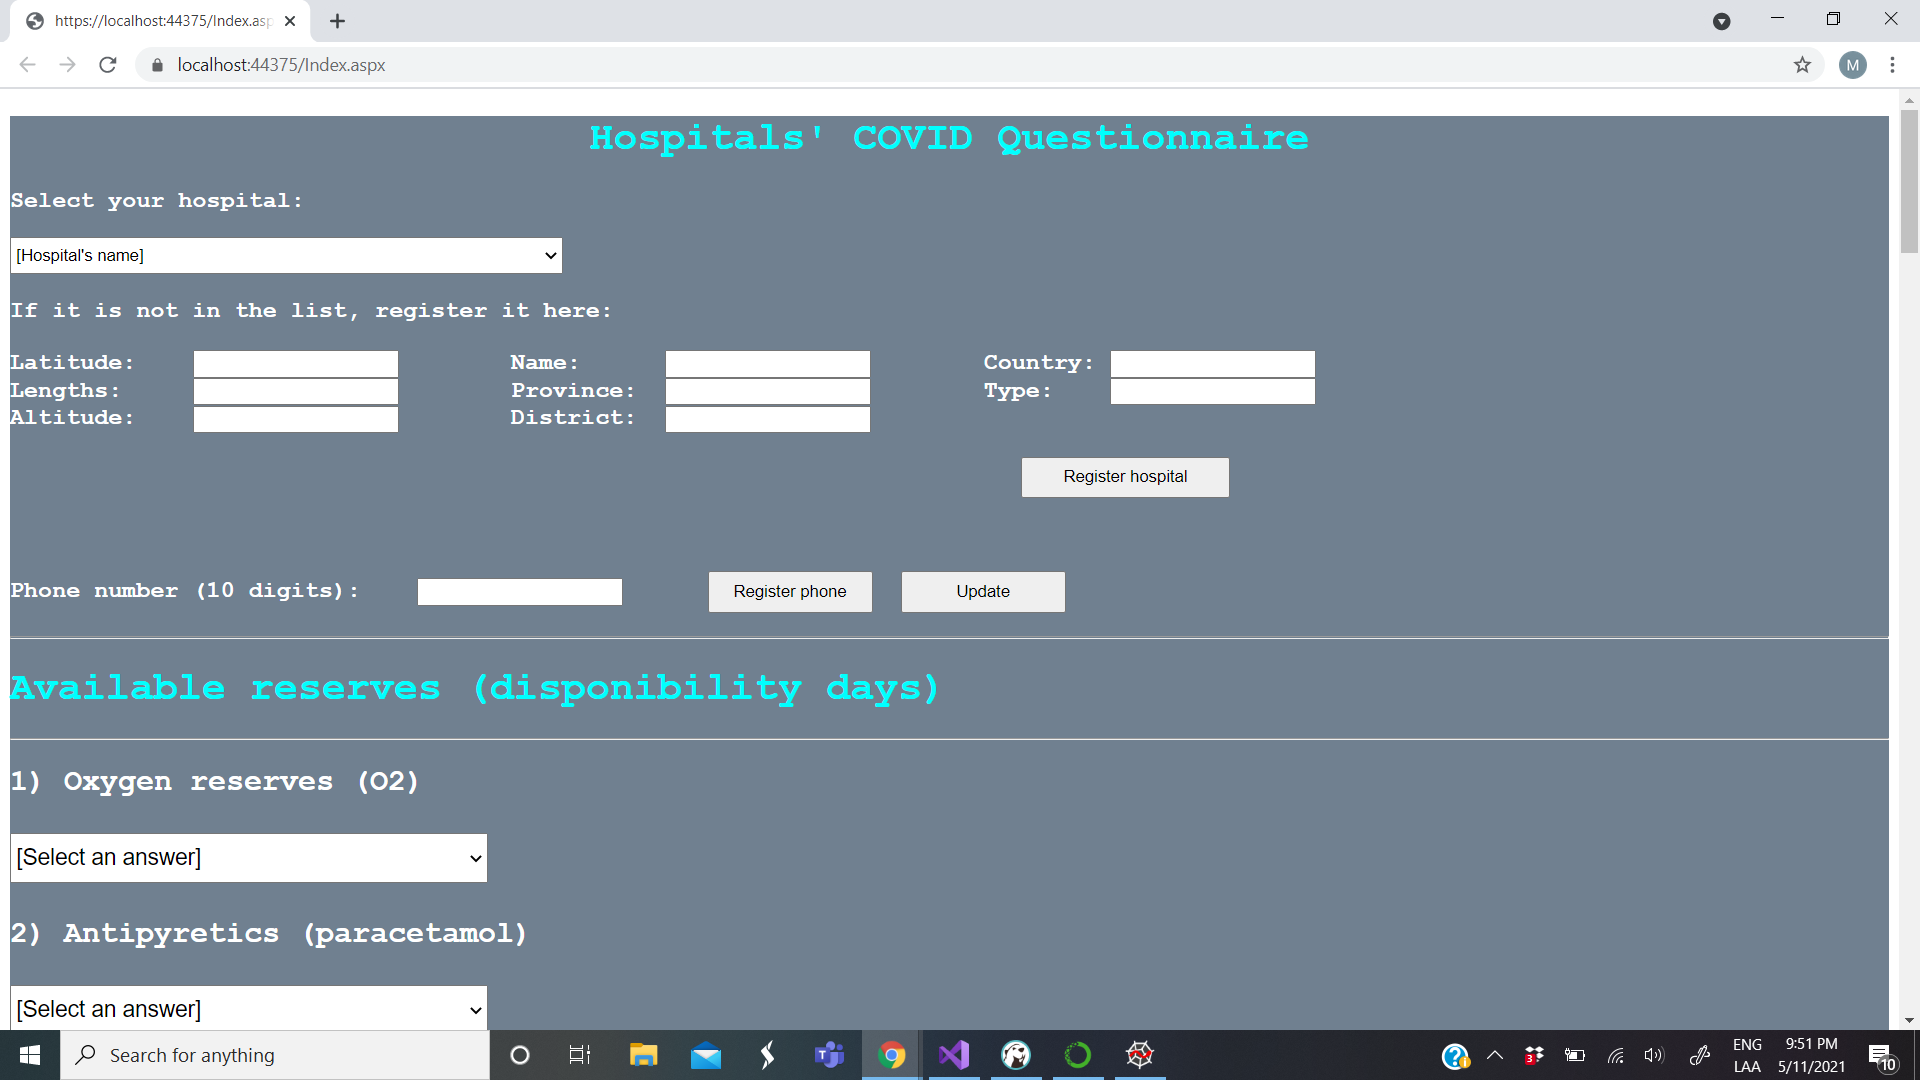 https://localhost:44375/Index.asp
localhost:44375/Index.aspx
M
Hospitals' COVID Questionnaire
Select your hospital:
[Hospital's name]
If it is not in the list, register it here:
Latitude: Name: Country:
Lengths: Province: Type:
Altitude: District:
Register hospital
Phone number (10 digits): Register phone Update
Available reserves (disponibility days)
1) Oxygen reserves (O2)
[Select an answer]
2) Antipyretics (paracetamol)
[Select an answer]
Search for anything
3
ENG 9:51 PM
LAA 5/11/2021
10